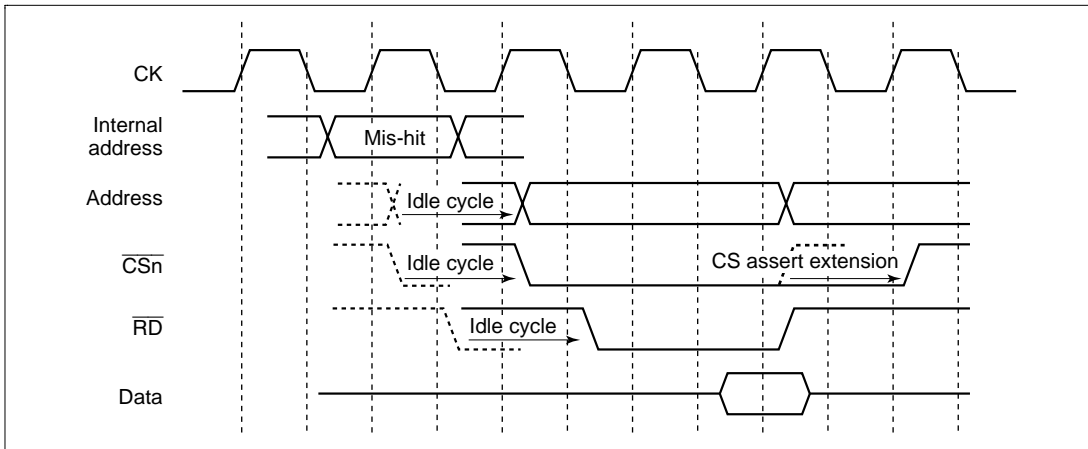 CK
Internal
address
Mis-hit
Address
Idle cycle
CSn
Idle cycle
CS assert extension
RD
Idle cycle
Data